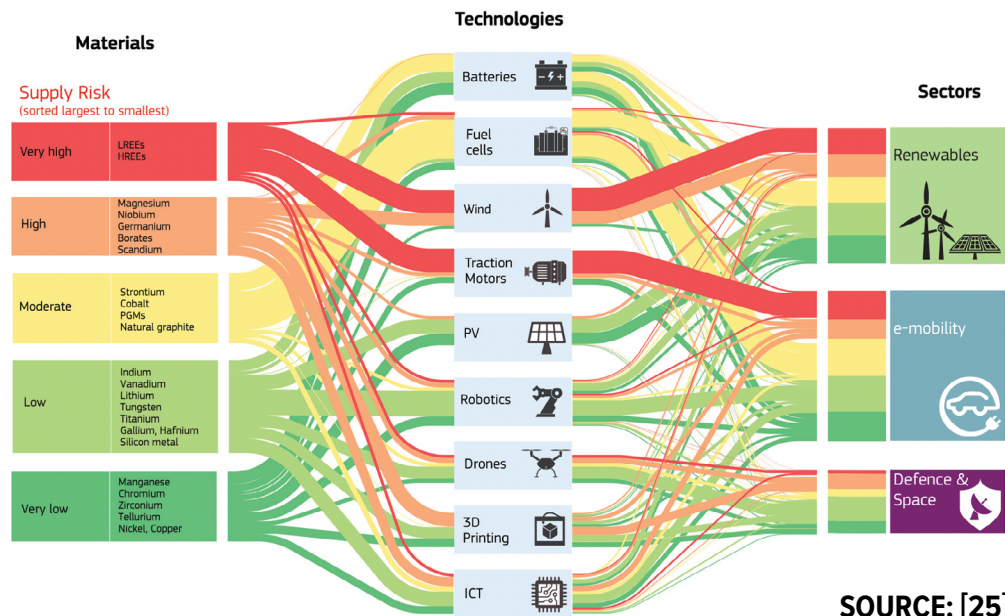 Technologies
Materials
Sectors
Supply Risk
(sorted largest to smallest)
Very high
LREEs
HREEs
High
Magnesium
Niobium
Germanium
Borates
Scandium
Moderate
Strontium
Cobalt
PGMs
Natural graphite
Low
Indium
Vanadium
Lithium
Tungsten
Titanium
Gallium, Hafnium
Silicon metal
Very low
Manganese
Chromium
Zirconium
Tellurium
Nickel, Copper
Batteries
Fuel
cells
Wind
Traction
Motors
PV
Robotics
Drones
3D
Printing
ICT
Renewables
e-mobility
Defence &
Space
SOURCE: [25